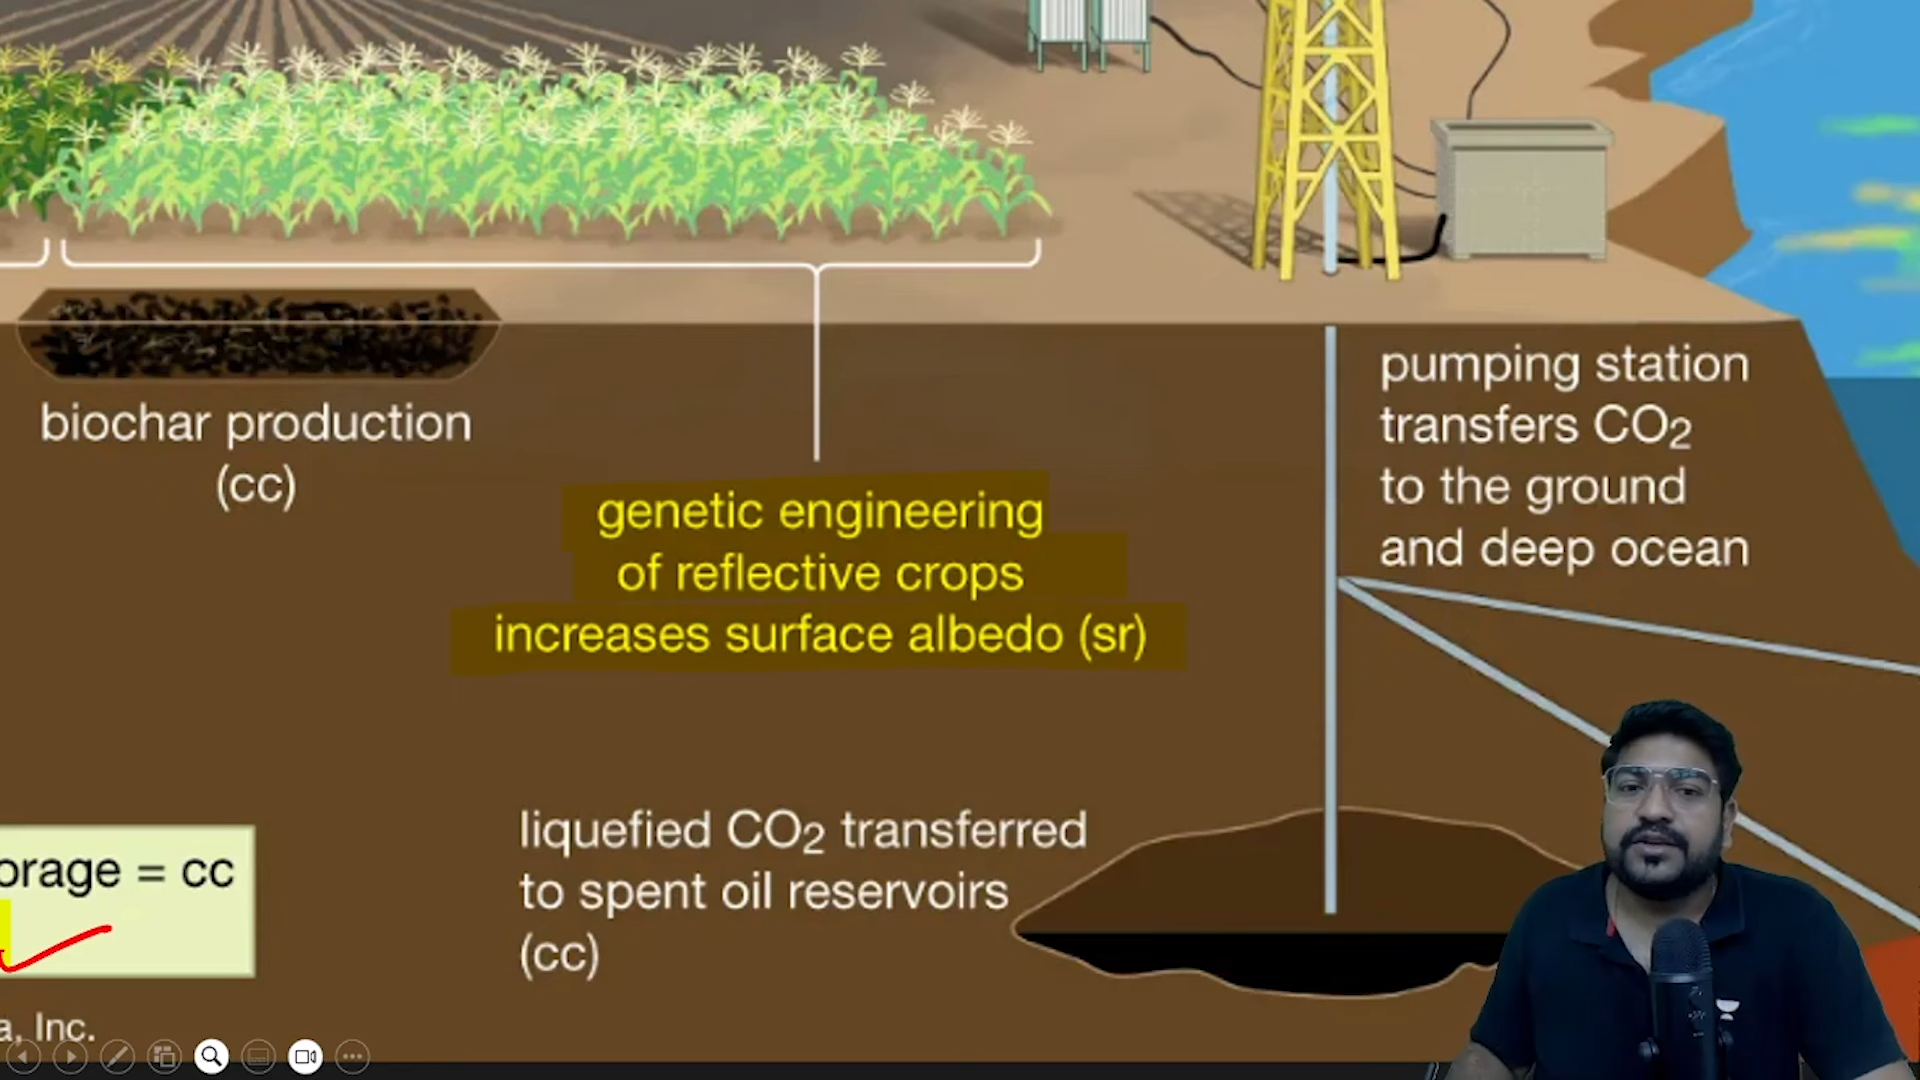 biochar production
(cc)
genetic engineering
of reflective crops
increases surface albedo (sr)
pumping station
transfers CO2
to the ground
and deep ocean
liquefied CO2 transferred
to spent oil reservoirs
(cc)
orage = cc
a, Inc.